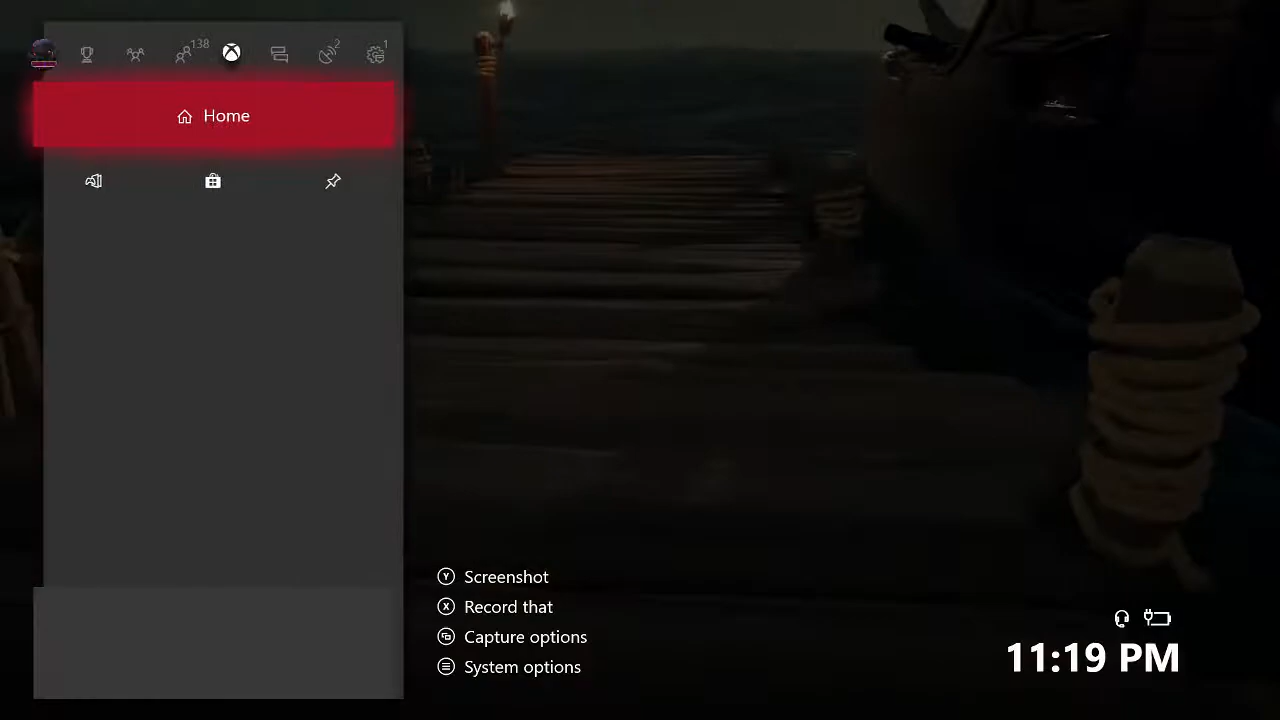 138
2
1
Home
Screenshot
Record that
Capture options
System options
11:19 PM